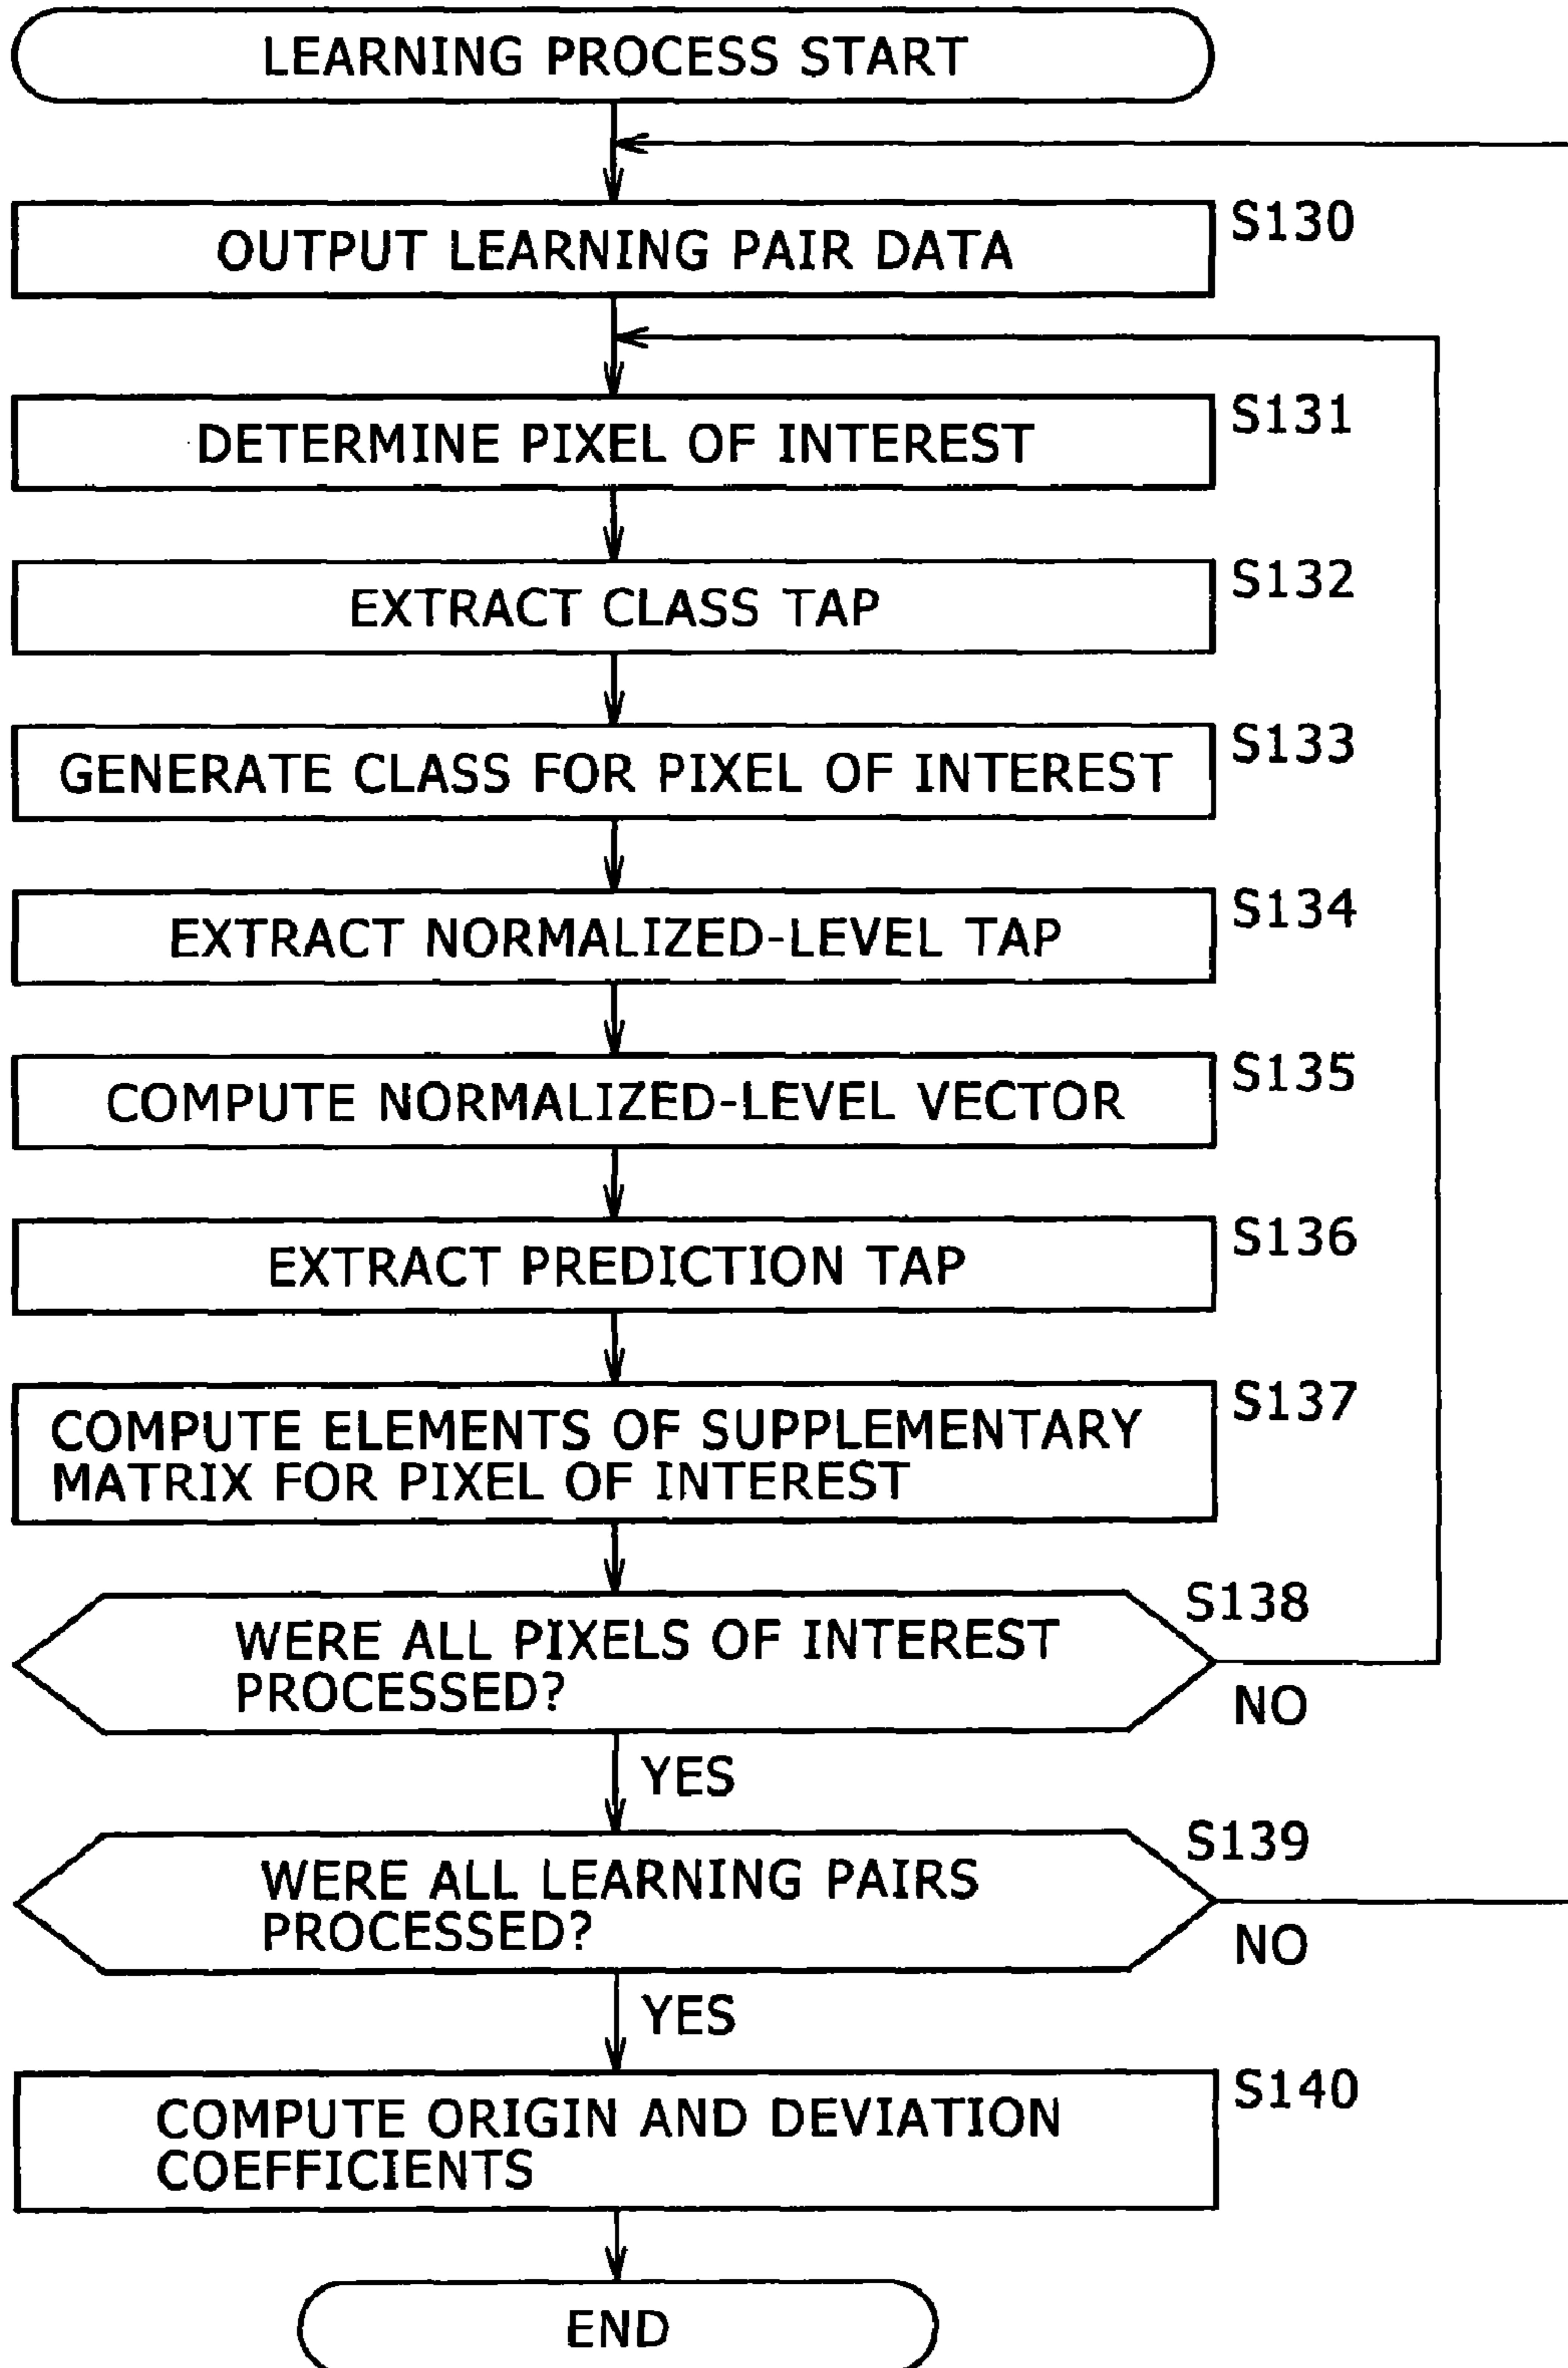 LEARNING PROCESS START
S130
OUTPUT LEARNING PAIR DATA
S131
DETERMINE PIXEL OF INTEREST
S132
EXTRACT CLASS TAP
S133
GENERATE CLASS FOR PIXEL OF INTEREST
S134
EXTRACT NORMALIZED-LEVEL TAP
S135
COMPUTE NORMALIZED-LEVEL VECTOR
S136
EXTRACT PREDICTION TAP
S137
COMPUTE ELEMENTS OF SUPPLEMENTARY
MATRIX FOR PIXEL OF INTEREST
S138
WERE ALL PIXELS OF INTEREST
PROCESSED?
NO
YES
S139
WERE ALL LEARNING PAIRS
PROCESSED?
NO
YES
S140
COMPUTE ORIGIN AND DEVIATION
COEFFICIENTS
END